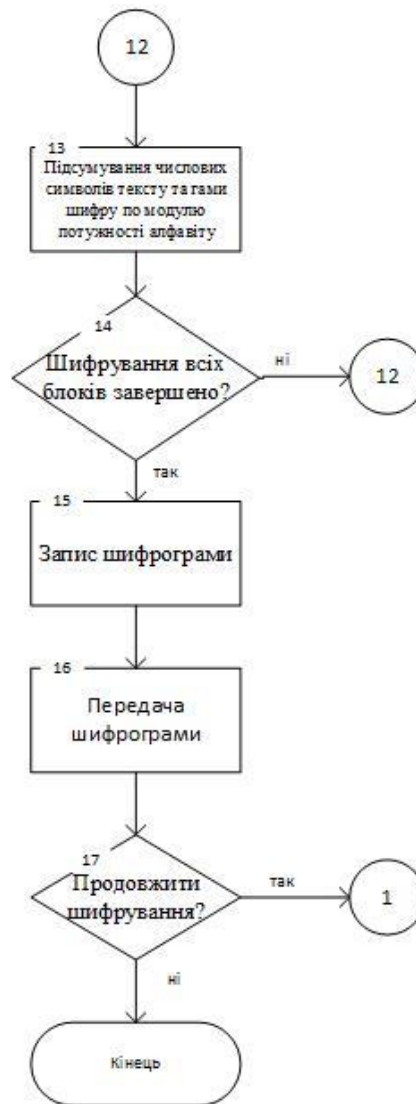 12
13
Підсумування числових
символів тексту та гами
шифру по модулю
потужності алфавіту
14
Шифрування всіх
блоків завершено?
ні
12
так
15
Запис шифрограми
16
Передача
шифрограми
17
Продовжити
шифрування?
так
1
ні
Кінець